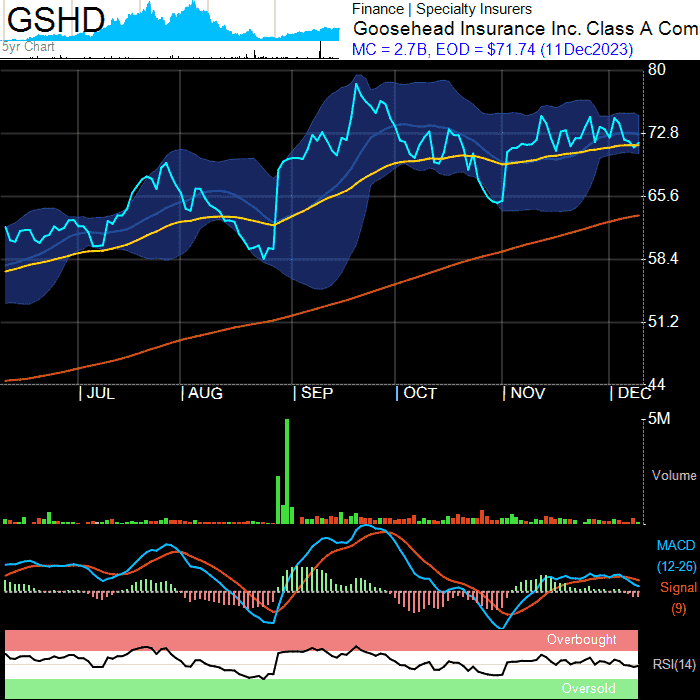 GSHD
5yr Chart
Finance | Specialty Insurers
Goosehead Insurance Inc. Class A Com
MC = 2.7B, EOD = $71.74 (11Dec2023)
80
72.8
65.6
58.4
51.2
44
JUL AUG SEP OCT NOV DEC
5M
Volume
MACD
(12-26)
Signal
(9)
Overbought
RSI(14)
Oversold